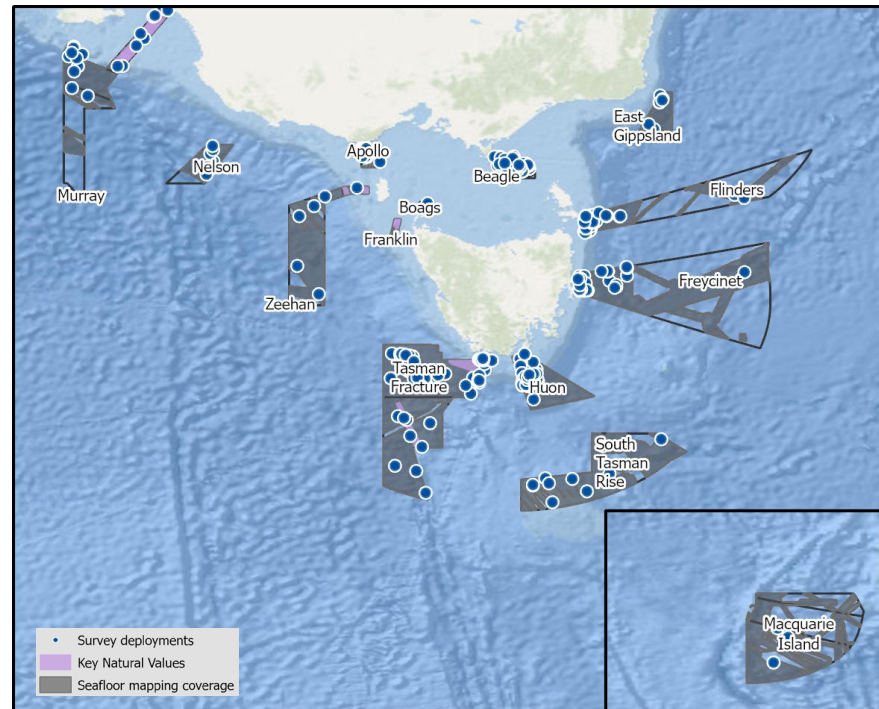 East
Gippsland
Apollo
Nelson
Beagle
Murray
Flinders
Boags
Franklin
Freycinet
Zeehan
Tasman
Fracture
Huon
South
Tasman
Rise
Macquarie
Island
Survey deployments
Key Natural Values
Seafloor mapping coverage